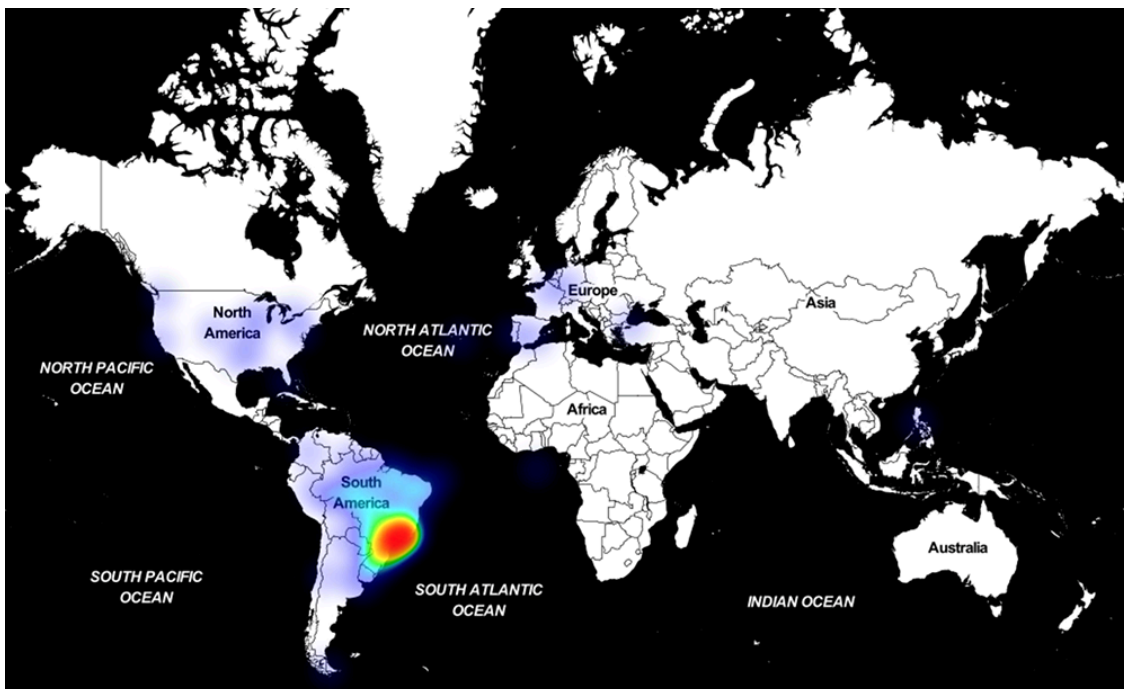 Europe
Asia
North
America
NORTH ATLANTIC
OCEAN
NORTH PACIFIC
OCEAN
Africa
South
America
Australia
SOUTH PACIFIC
OCEAN
SOUTH ATLANTIC
OCEAN
INDIAN OCEAN